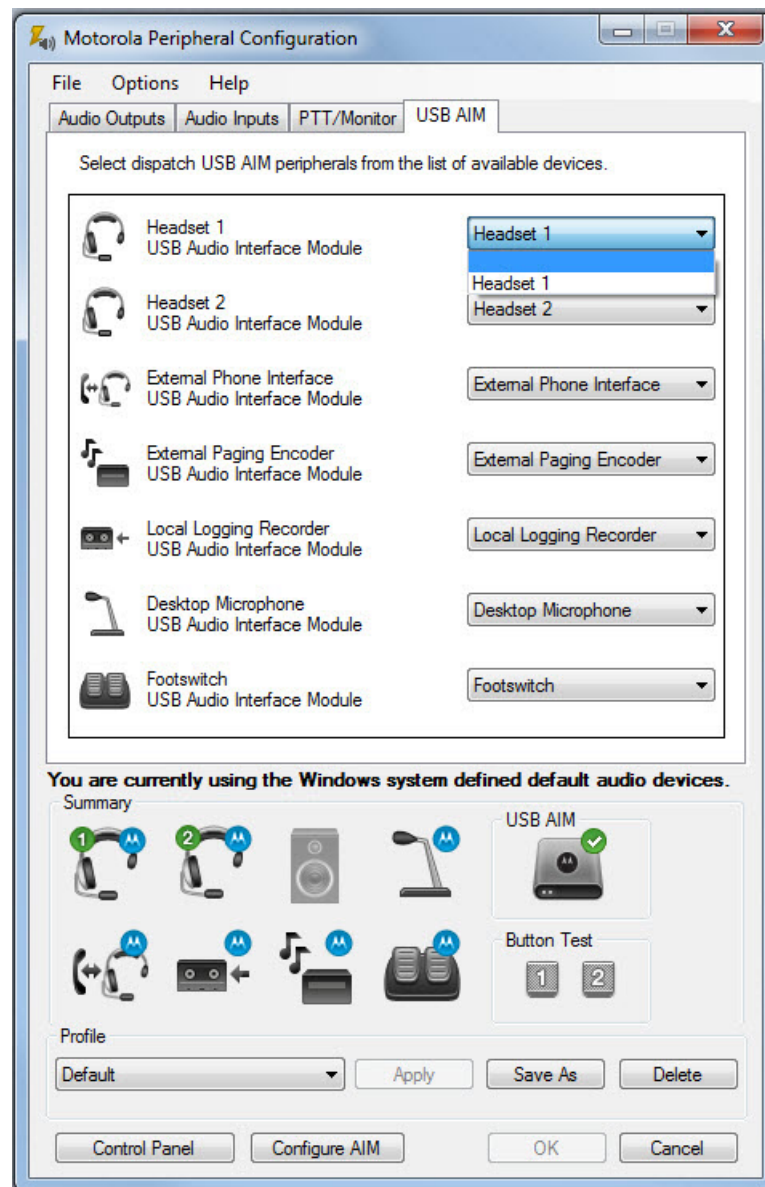 Motorola Peripheral Configuration
File Options Help
Audio Outputs Audio Inputs PTT/Monitor USB AIM
Select dispatch USB AIM peripherals from the list of available devices.
Headset 1
USB Audio Interface Module
Headset 1
Headset 1
Headset 2
USB Audio Interface Module
Headset 2
External Phone Interface
USB Audio Interface Module
External Phone Interface
External Paging Encoder
USB Audio Interface Module
External Paging Encoder
Local Logging Recorder
USB Audio Interface Module
Local Logging Recorder
Desktop Microphone
USB Audio Interface Module
Desktop Microphone
Footswitch
USB Audio Interface Module
Footswitch
You are currently using the Windows system defined default audio devices.
Summary
1
2
USB AIM
Button Test
1 2
Profile
Default Apply Save As Delete
Control Panel Configure AIM OK Cancel